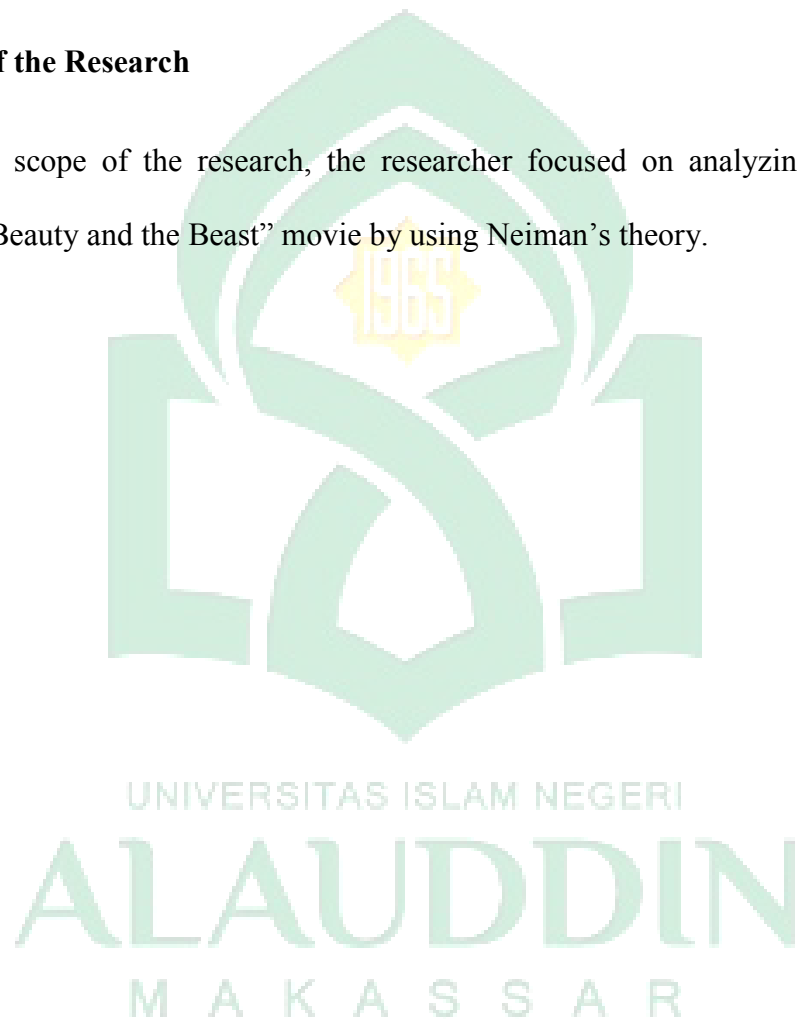 f the Research
scope of the research, the researcher focused on analyzin
Beauty and the Beast” movie by using Neiman’s theory.
1965
UNIVERSITAS ISLAM NEGERI
ALAUDDIN
MAKASSAR